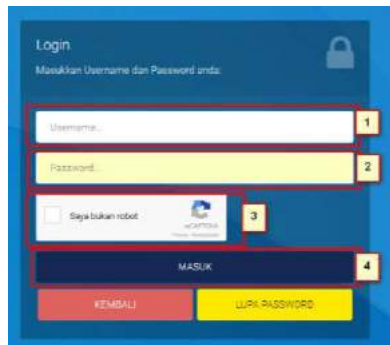 Login
Masukkan Username dan Password anda:
Username...
1
Password...
2
Saya bukan robot
reCAPTCHA
3
MASUK
4
KEMBALI
LUPA PASSWORD